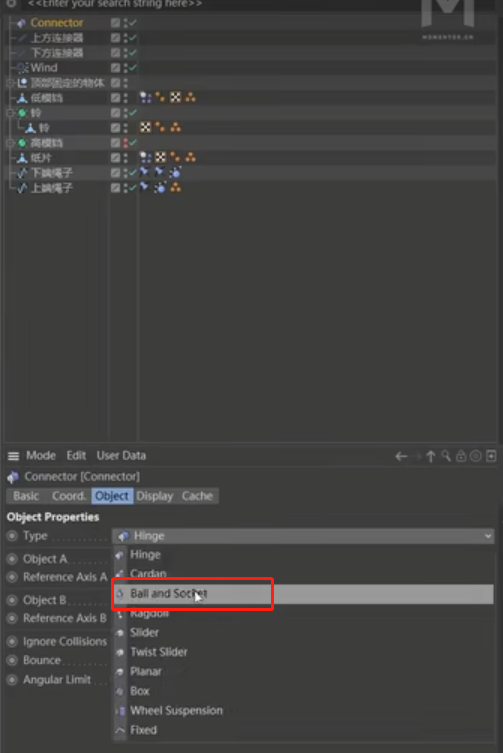 <<Enter your search string here>>
Connector
上方连接器
下方连接器
Wind
顶部固定的物体
低模铛
铃
铃
高模铛
纸片
下端绳子
上端绳子
MOMENTOR.CN
Mode Edit User Data
Connector [Connector]
Basic Coord. Object Display Cache
Object Properties
Type Hinge
Object A
Reference Axis A
Object B
Reference Axis B
Ignore Collisions
Bounce
Angular Limit
Hinge
Cardan
Ball and Socket
Ragdoll
Slider
Twist Slider
Planar
Box
Wheel Suspension
Fixed